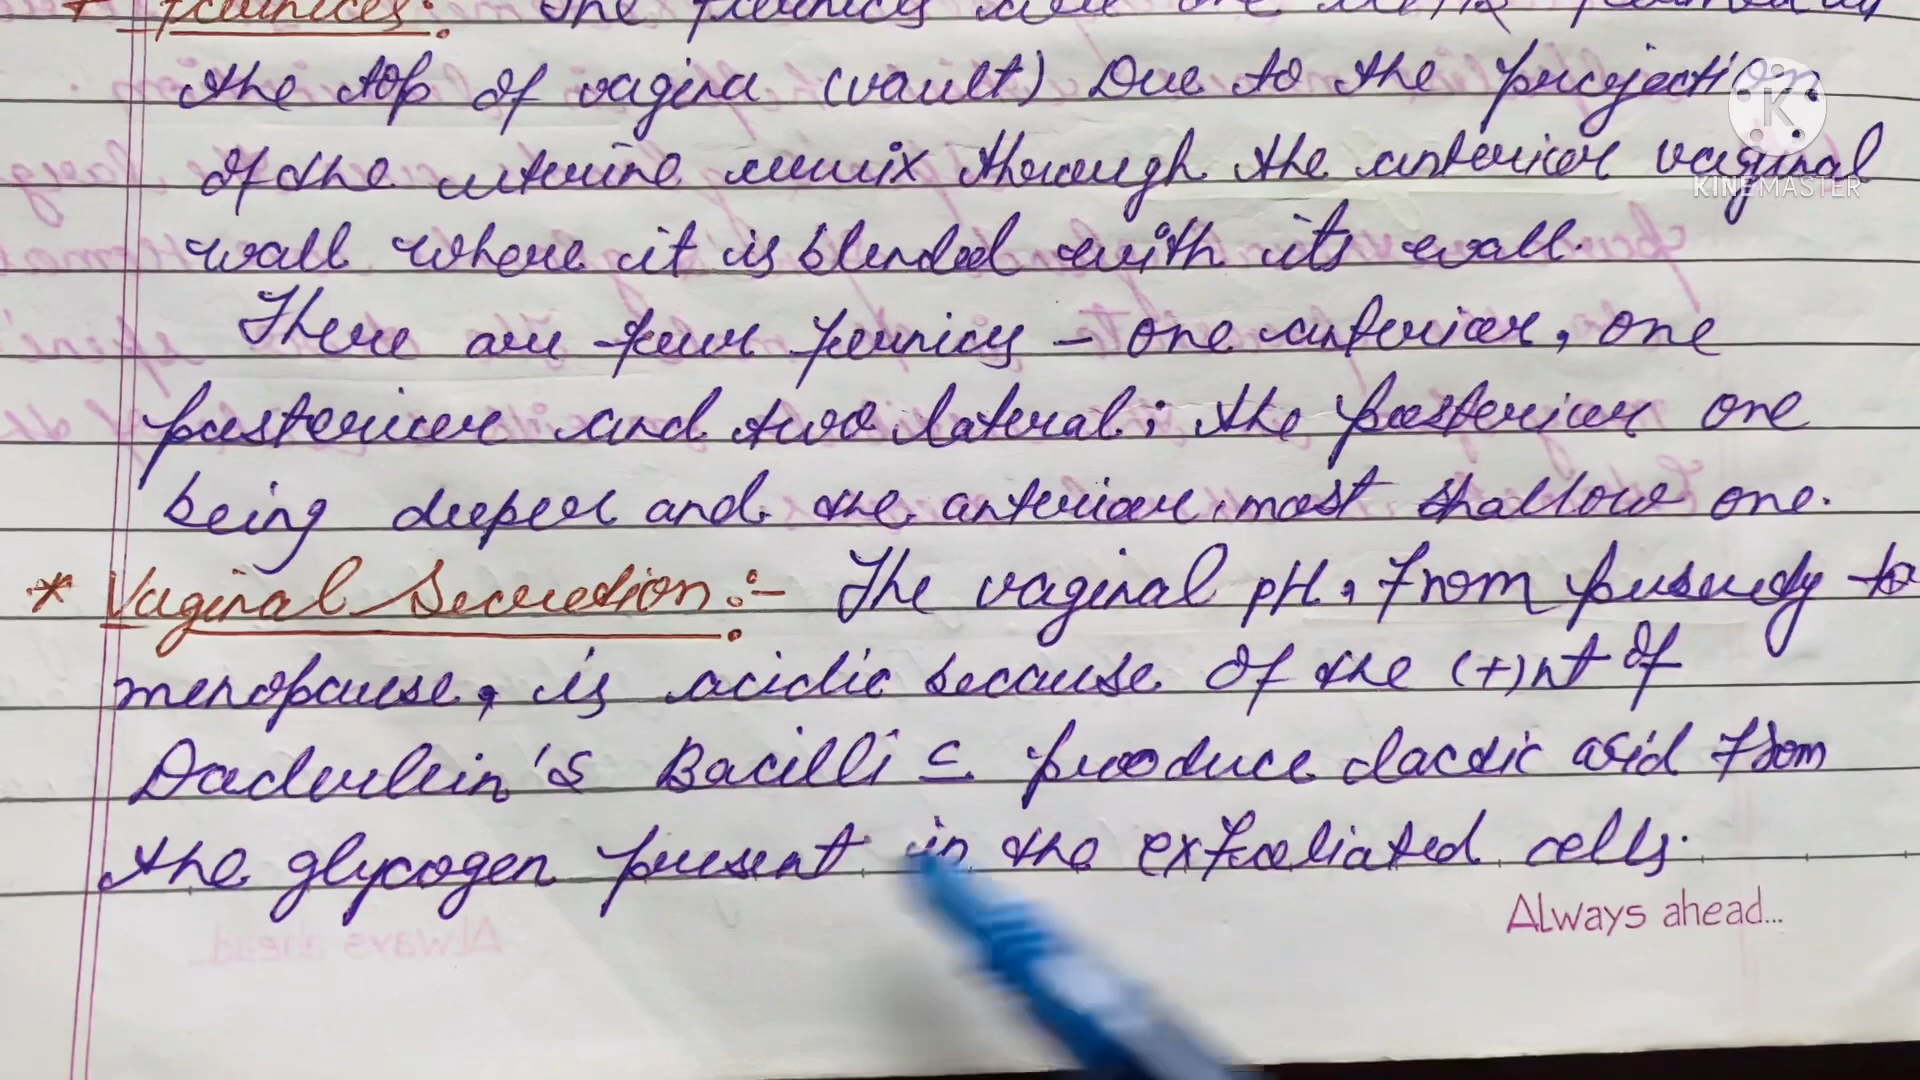 Fornices:- The fornices are the clefts formed at
the top of vagina (vault) Due to the projection
of the uterine cervix through the anterior vaginal
wall where it is blended with its wall.
There are four fornices - one anterior, one
posterior and two lateral; the posterior one
being deeper and the anterior, most shallow one.
* Vaginal Secretion:- The vaginal pH, from puberty to
menopause, is acidic because of the (+)nt of
Daderlein's Bacilli c produce lactic acid from
the glycogen present in the exfoliated cells.
Always ahead...
KINEMASTER